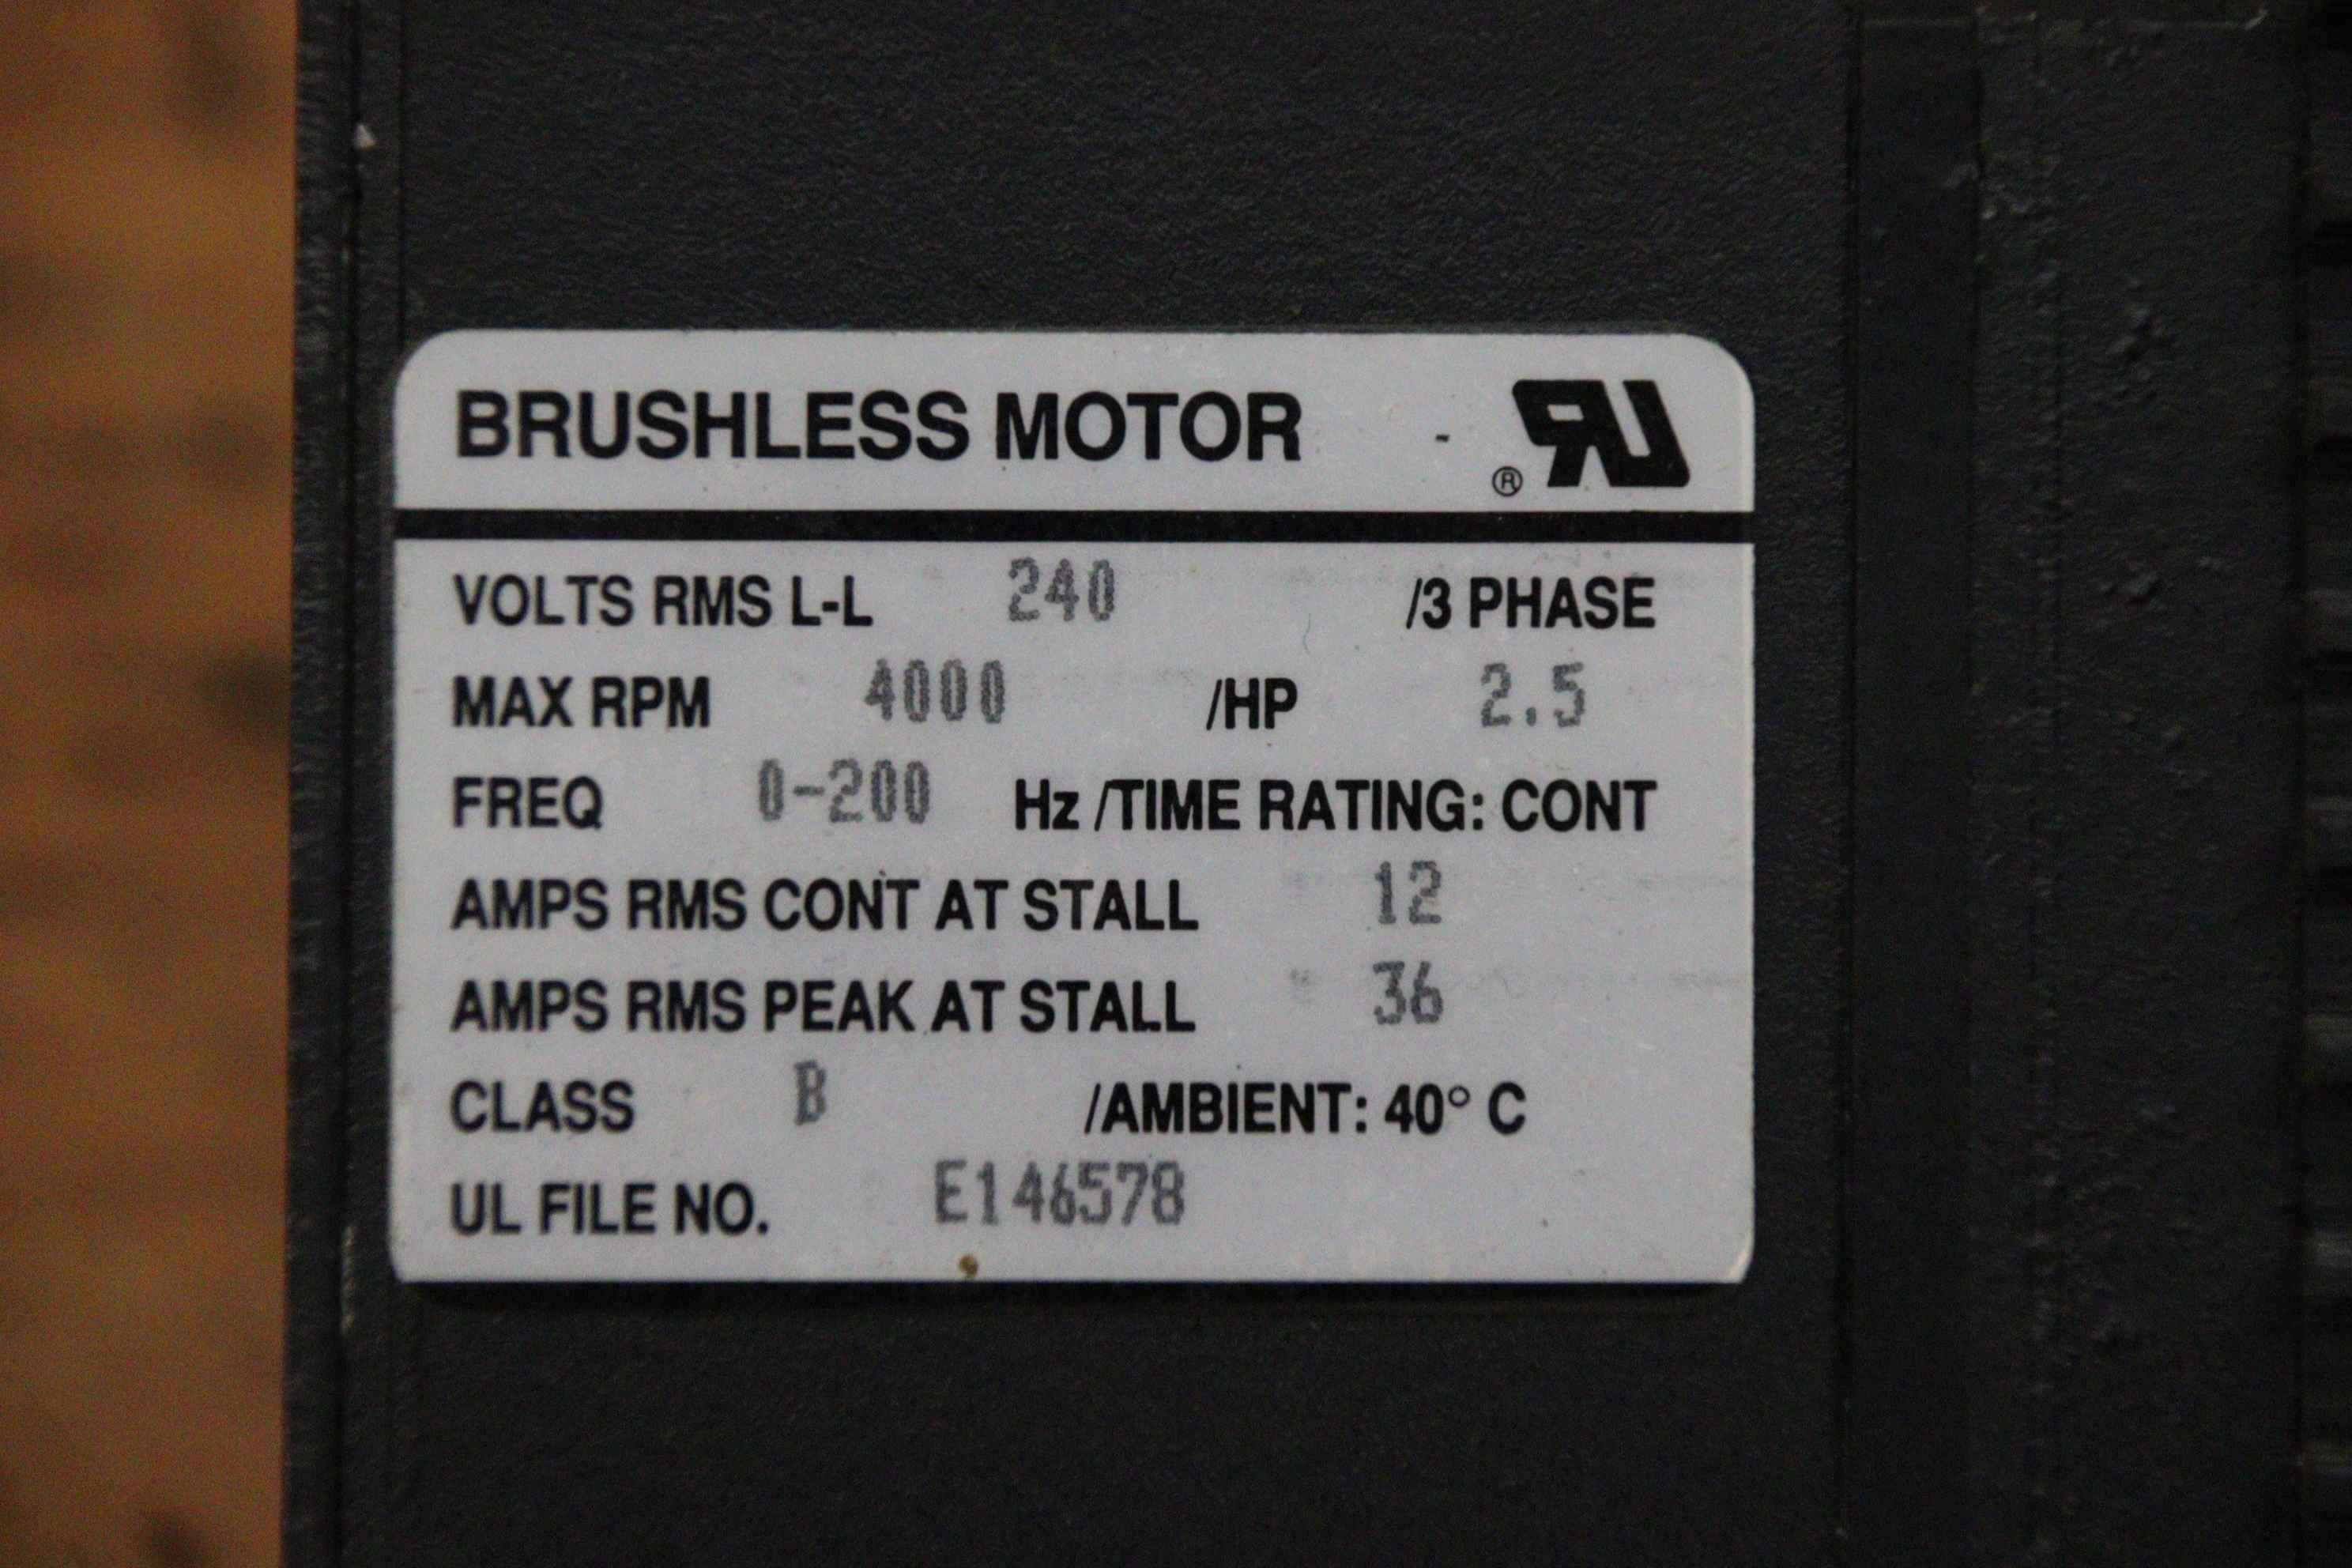 BRUSHLESS MOTOR - ® RU
VOLTS RMS L-L 240 /3 PHASE
MAX RPM 4000 /HP 2.5
FREQ 0-200 Hz /TIME RATING: CONT
AMPS RMS CONT AT STALL 12
AMPS RMS PEAK AT STALL 36
CLASS B /AMBIENT: 40° C
UL FILE NO. E146578